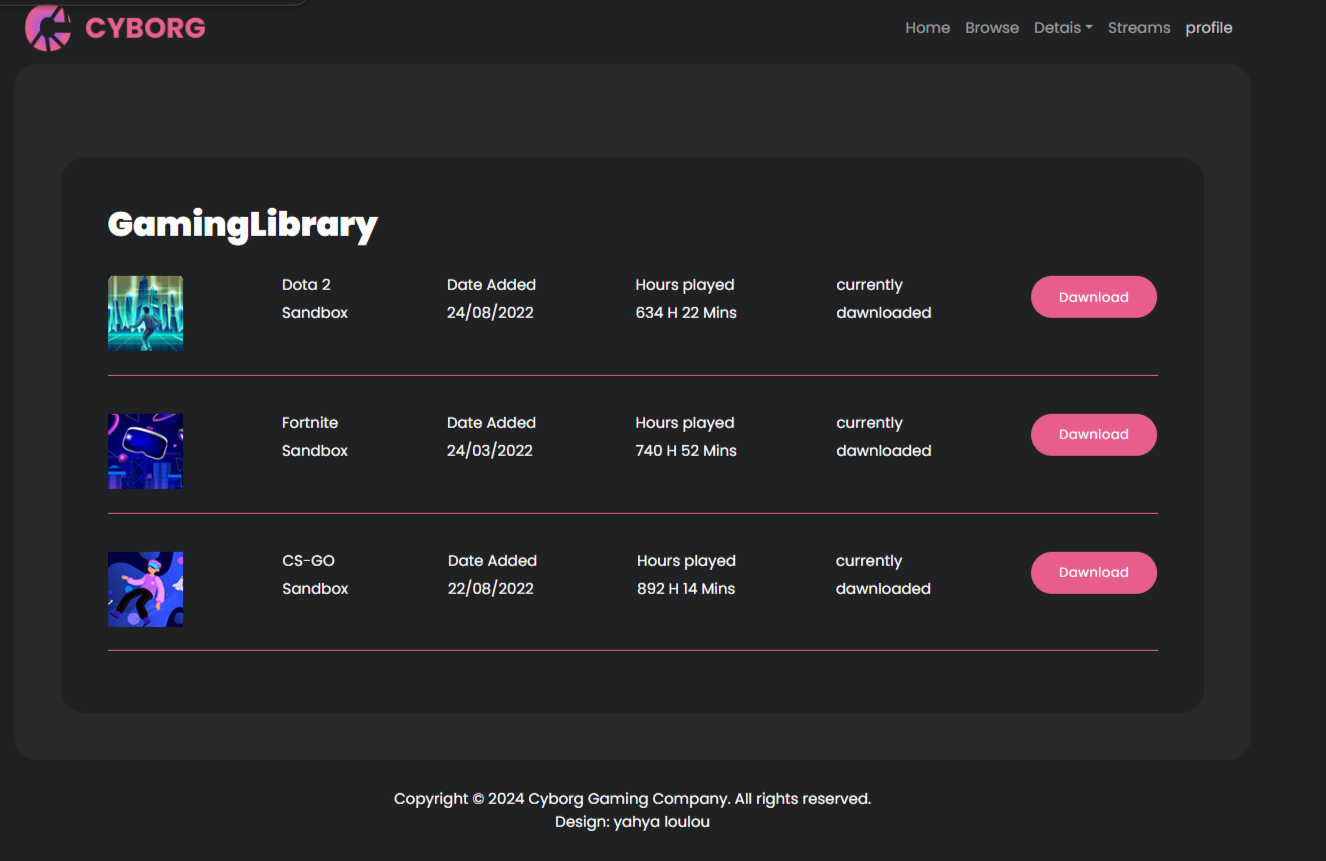 CYBORG
Home Browse Detais Streams profile
GamingLibrary
Dota 2 Date Added Hours played currently Dawnload
Sandbox 24/08/2022 634 H 22 Mins dawnloaded
Fortnite Date Added Hours played currently Dawnload
Sandbox 24/03/2022 740 H 52 Mins dawnloaded
CS-GO Date Added Hours played currently Dawnload
Sandbox 22/08/2022 892 H 14 Mins dawnloaded
Copyright © 2024 Cyborg Gaming Company. All rights reserved.
Design: yahya loulou